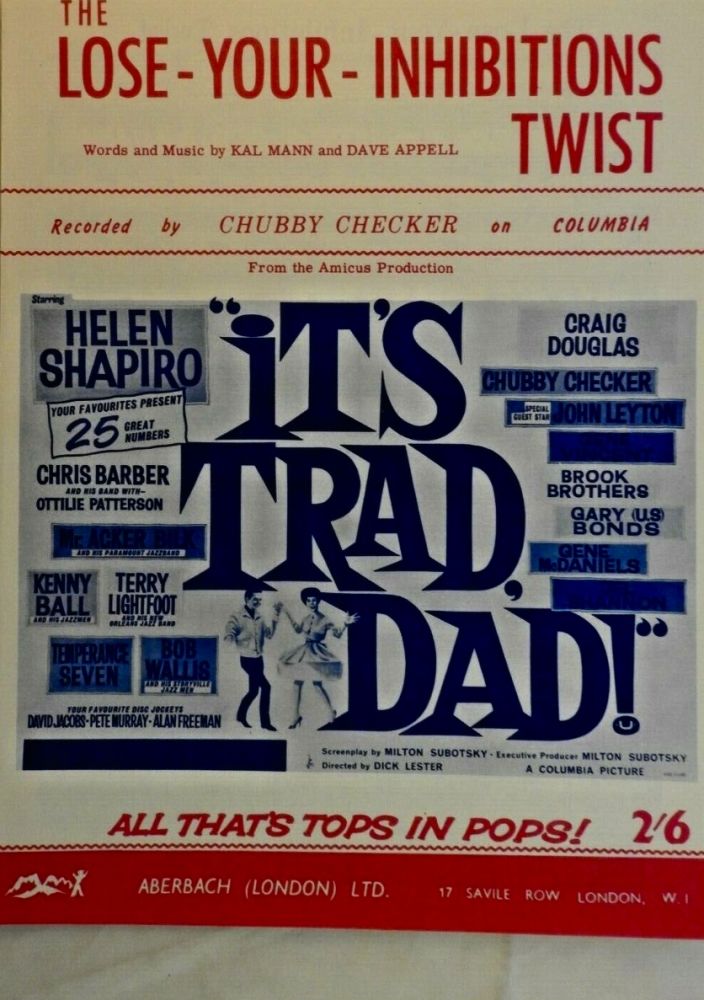 THE
LOSE-YOUR-INHIBITIONS
TWIST
Words and Music by KAL MANN and DAVE APPELL
Recorded by CHUBBY CHECKER on COLUMBIA
From the Amicus Production
Starring
HELEN
SHAPIRO
YOUR FAVOURITES PRESENT
25 GREAT
NUMBERS
CHRIS BARBER
AND HIS BAND WITH-
OTTILIE PATTERSON
Mr. ACKER BILK
AND HIS PARAMOUNT JAZZBAND
KENNY
BALL
AND HIS JAZZMEN
TERRY
LIGHTFOOT
AND HIS NEW
ORLEANS JAZZ BAND
TEMPERANCE
SEVEN
BOB
WALLIS
AND HIS STORYVILLE
JAZZ MEN
YOUR FAVOURITE DISC JOCKEYS
DAVID JACOBS·PETE MURRAY·ALAN FREEMAN
"iT'S
TRAD,
DAD!"
CRAIG
DOUGLAS
CHUBBY CHECKER
SPECIAL
GUEST STAR
JOHN LEYTON
GENE
VINCENT
BROOK
BROTHERS
GARY (U.S)
BONDS
GENE
McDANIELS
SHANNON
Screenplay by MILTON SUBOTSKY · Executive Producer MILTON SUBOTSKY
Directed by DICK LESTER
A COLUMBIA PICTURE
ALL THAT'S TOPS IN POPS! 2'6
ABERBACH (LONDON) LTD. 17 SAVILE ROW LONDON, W.1